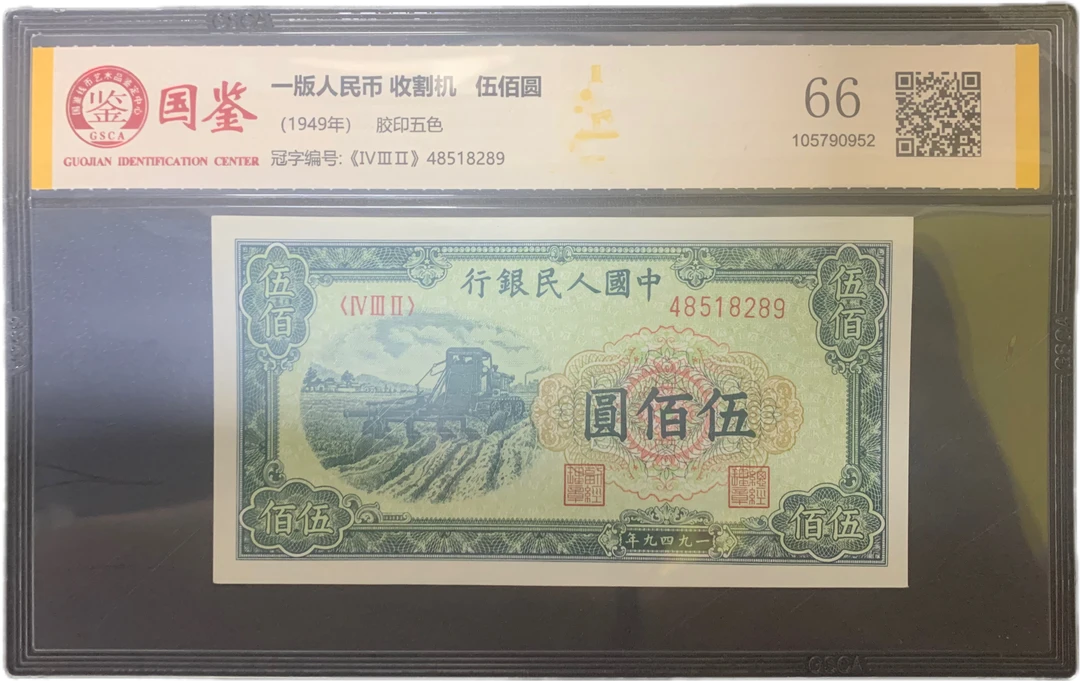 国鉴
GSCA
GUOJIAN IDENTIFICATION CENTER
一版人民币 收割机 伍佰圆
(1949年) 胶印五色
冠字编号:《IVⅢⅡ》48518289
66
105790952
行銀民人國中
〈ⅣⅢⅡ〉
48518289
伍佰
伍佰
圓佰伍
佰伍
佰伍
年九四九一
GSCA